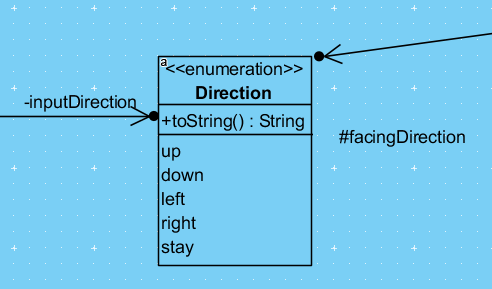 a
<<enumeration>>
Direction
-inputDirection
+toString() : String
#facingDirection
up
down
left
right
stay